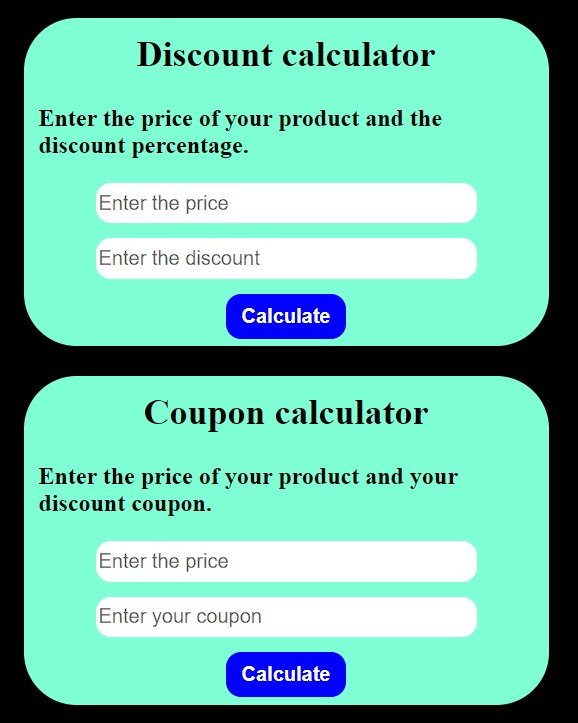 Discount calculator
Enter the price of your product and the
discount percentage.
Enter the price
Enter the discount
Calculate
Coupon calculator
Enter the price of your product and your
discount coupon.
Enter the price
Enter your coupon
Calculate